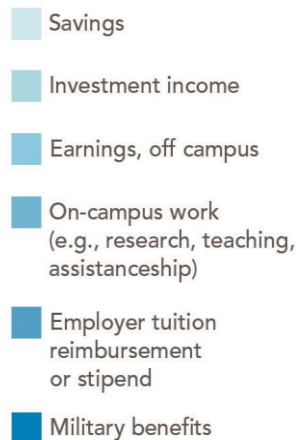 Savings
Investment income
Earnings, off campus
On-campus work
(e.g., research, teaching,
assistanceship)
Employer tuition
reimbursement
or stipend
Military benefits